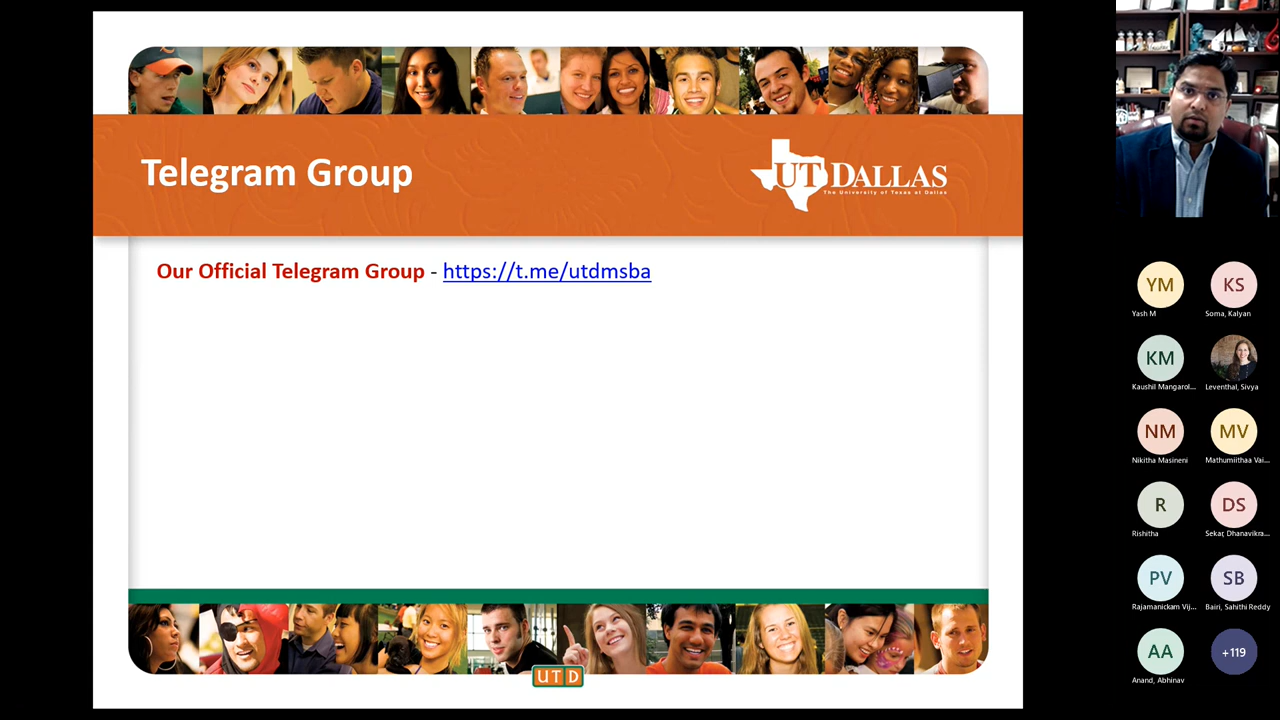 Telegram Group
UT DALLAS
The University of Texas at Dallas
Our Official Telegram Group - https://t.me/utdmsba
UTD
YM
KS
Yash M
Soma, Kalyan
KM
Kaushil Mangarol...
Leventhal, Sivya
NM
MV
Nikitha Masineni
Mathumiithaa Vai...
R
DS
Rishitha
Sekar, Dhanavikra...
PV
SB
Rajamanickam Vij...
Bairi, Sahithi Reddy
AA
+119
Anand, Abhinav